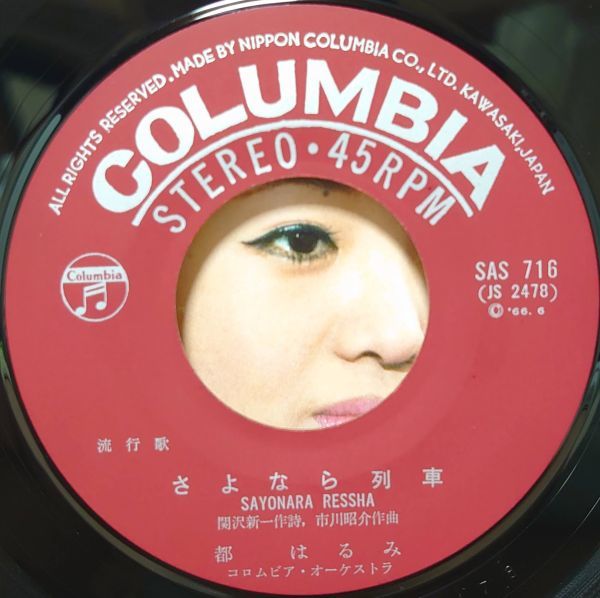 ALL RIGHTS RESERVED. MADE BY NIPPON COLUMBIA CO., LTD. KAWASAKI, JAPAN
COLUMBIA
STEREO・45RPM
Columbia
SAS 716
(JS 2478)
Ⓟ '66.6
流行歌
さよなら列車
SAYONARA RESSHA
関沢新一作詩, 市川昭介作曲
都 はるみ
コロムビア・オーケストラ